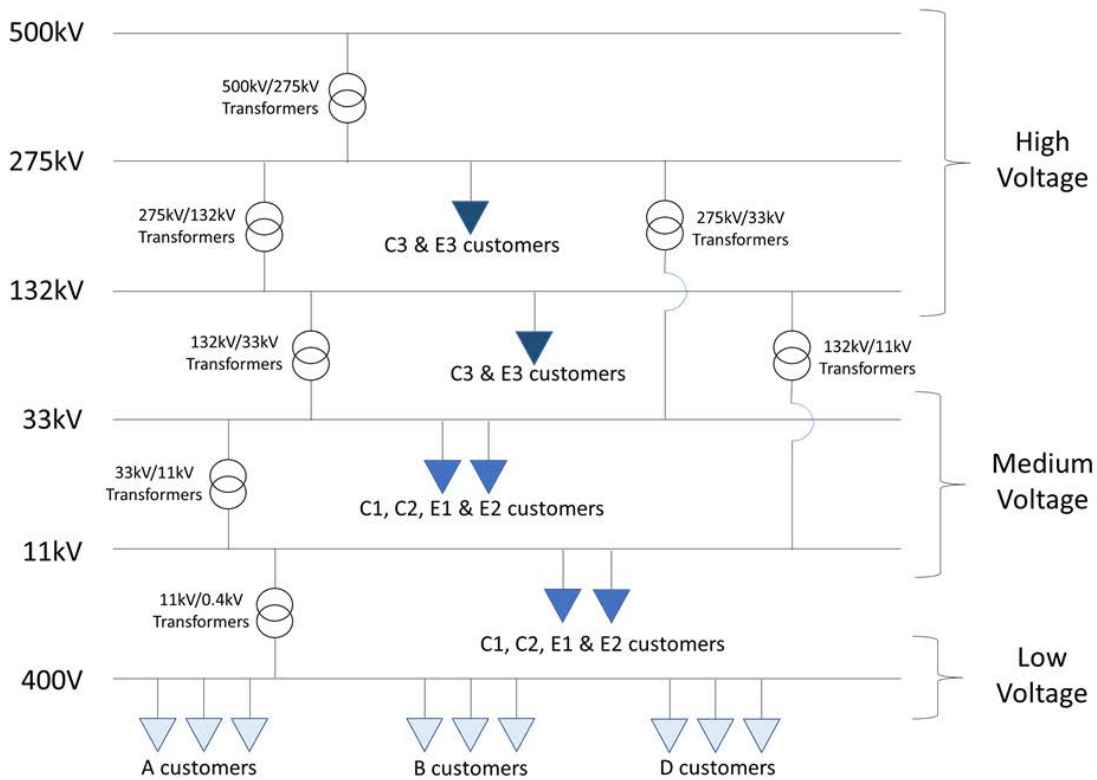 500kV
500kV/275kV
Transformers
High
Voltage
275kV
275kV/132kV
Transformers
C3 & E3 customers
275kV/33kV
Transformers
132kV
132kV/33kV
Transformers
C3 & E3 customers
132kV/11kV
Transformers
33kV
33kV/11kV
Transformers
C1, C2, E1 & E2 customers
Medium
Voltage
11kV
11kV/0.4kV
Transformers
C1, C2, E1 & E2 customers
Low
Voltage
400V
A customers
B customers
D customers